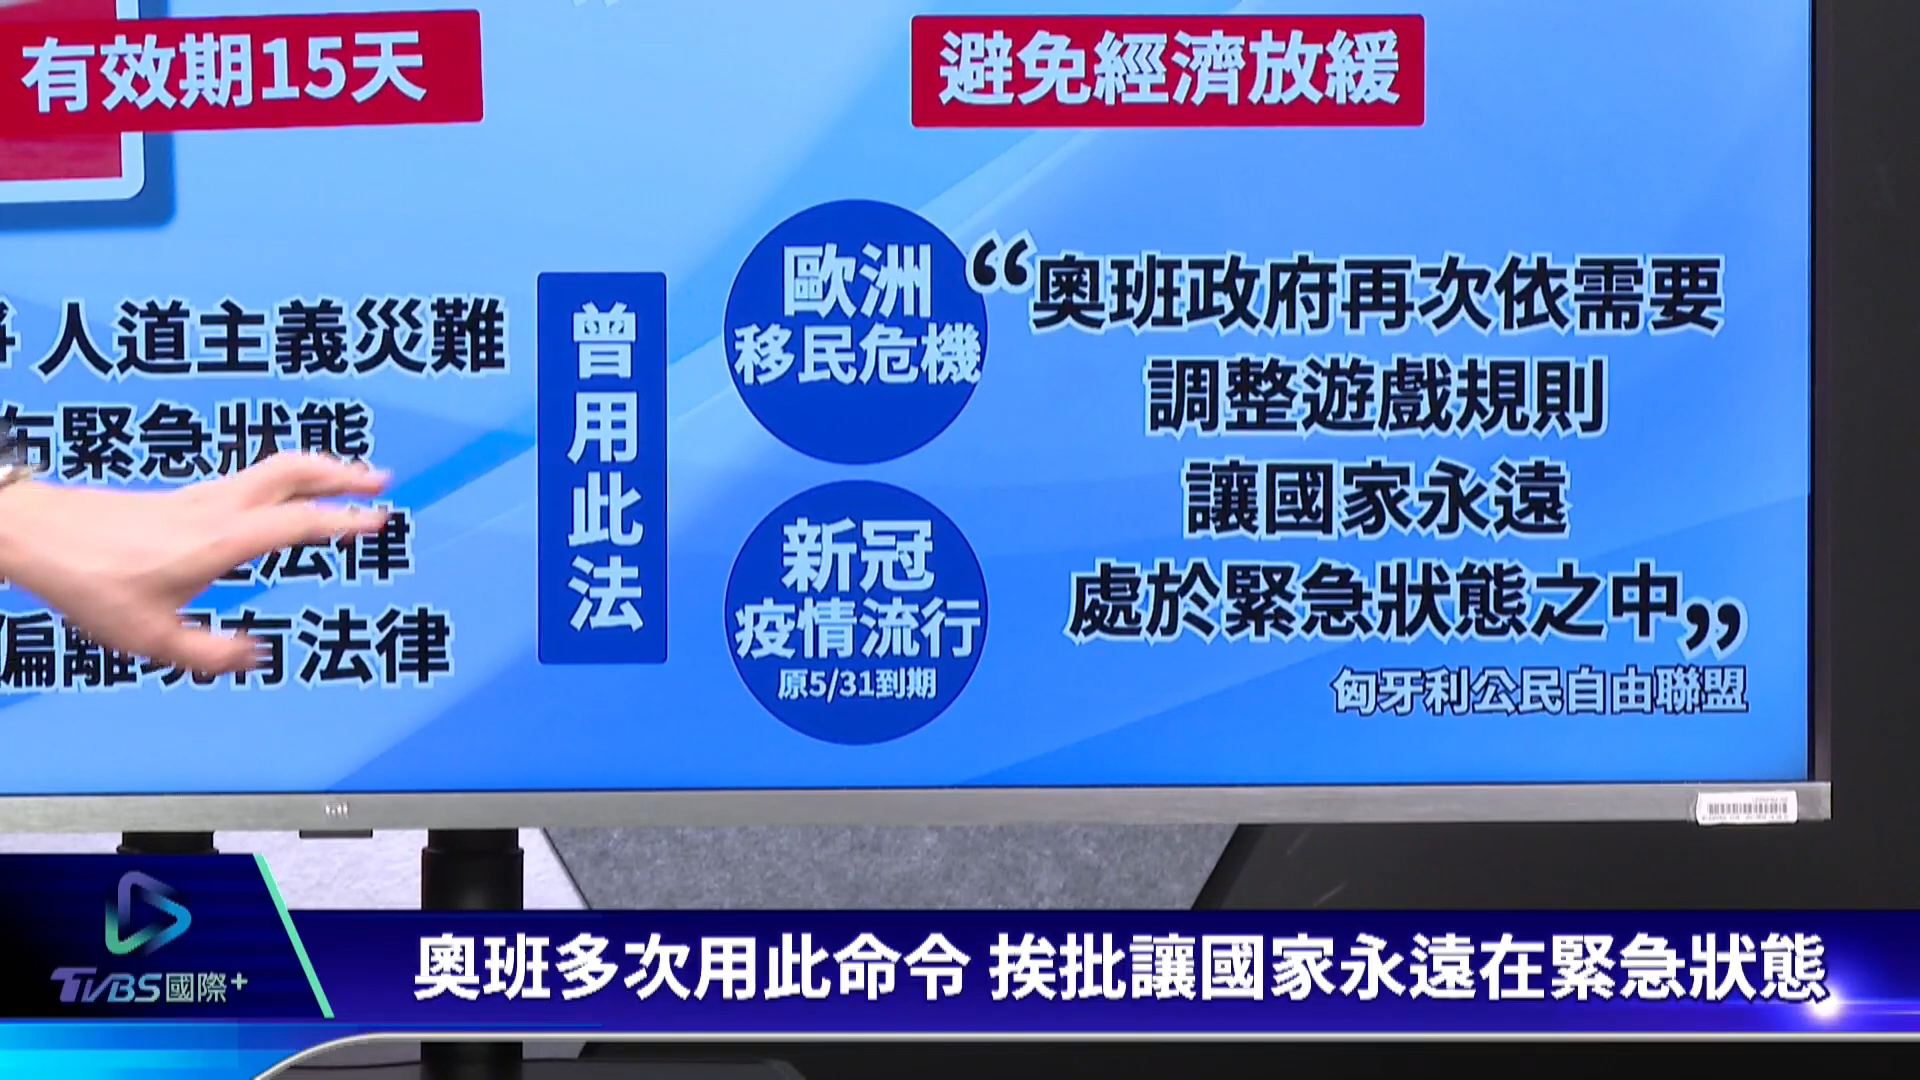 有效期15天
避免經濟放緩
人道主義災難
緊急狀態
法律
偏離現有法律
曾用此法
歐洲
移民危機
新冠
疫情流行
原5/31到期
“奧班政府再次依需要
調整遊戲規則
讓國家永遠
處於緊急狀態之中”
匈牙利公民自由聯盟
TVBS國際+
奧班多次用此命令 挨批讓國家永遠在緊急狀態